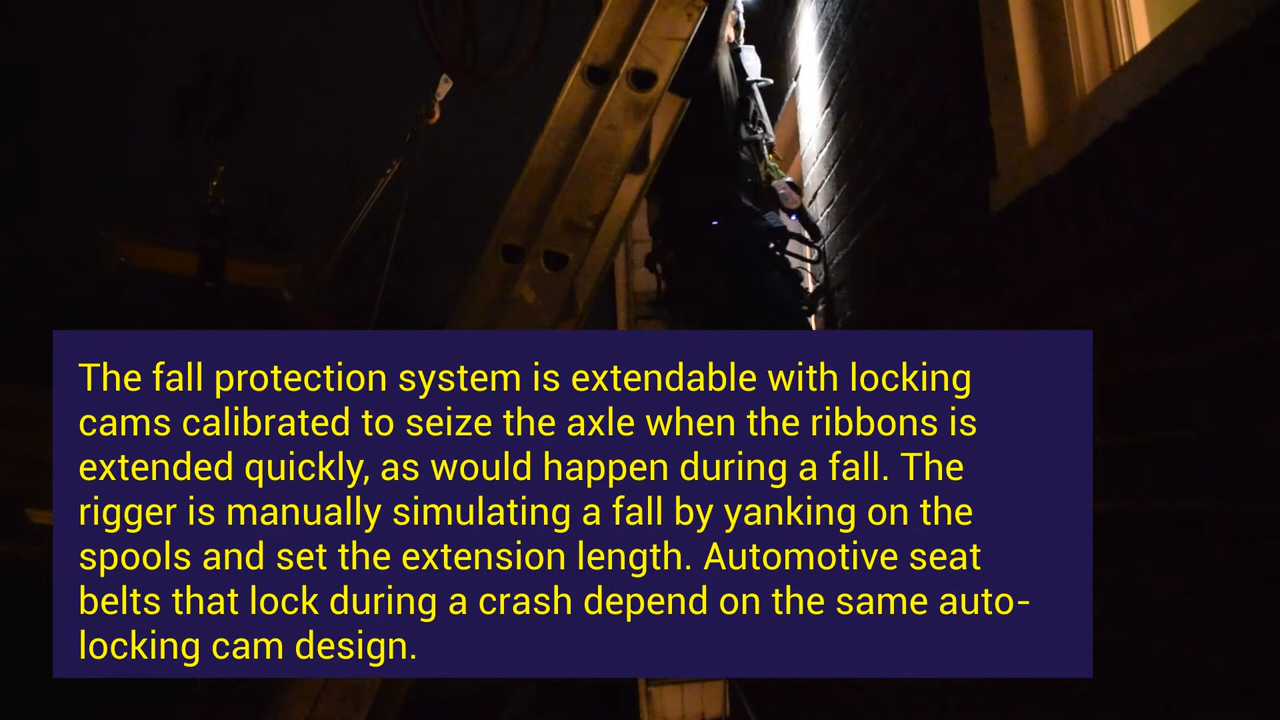 The fall protection system is extendable with locking
cams calibrated to seize the axle when the ribbons is
extended quickly, as would happen during a fall. The
rigger is manually simulating a fall by yanking on the
spools and set the extension length. Automotive seat
belts that lock during a crash depend on the same auto-
locking cam design.